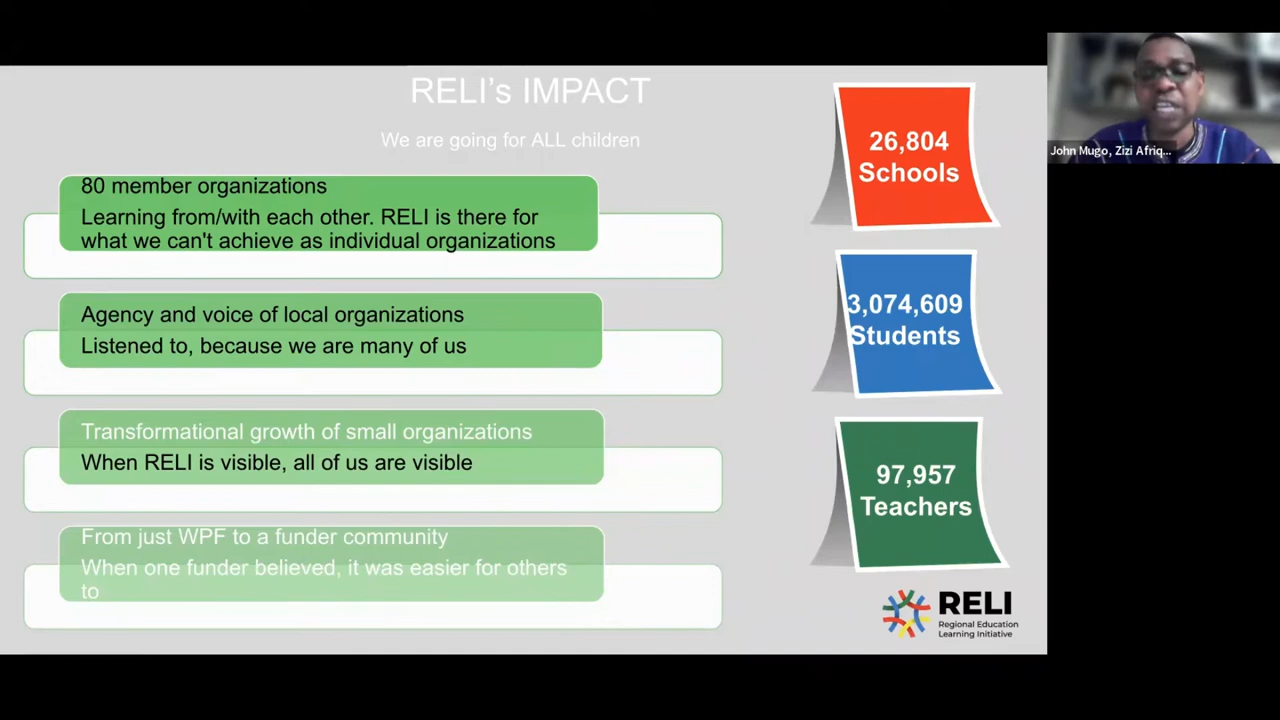 RELI's IMPACT
We are going for ALL children
80 member organizations
Learning from/with each other. RELI is there for
what we can't achieve as individual organizations
Agency and voice of local organizations
Listened to, because we are many of us
Transformational growth of small organizations
When RELI is visible, all of us are visible
From just WPF to a funder community
When one funder believed, it was easier for others
to
26,804
Schools
3,074,609
Students
97,957
Teachers
RELI
Regional Education
Learning Initiative
John Mugo, Zizi Afriq...